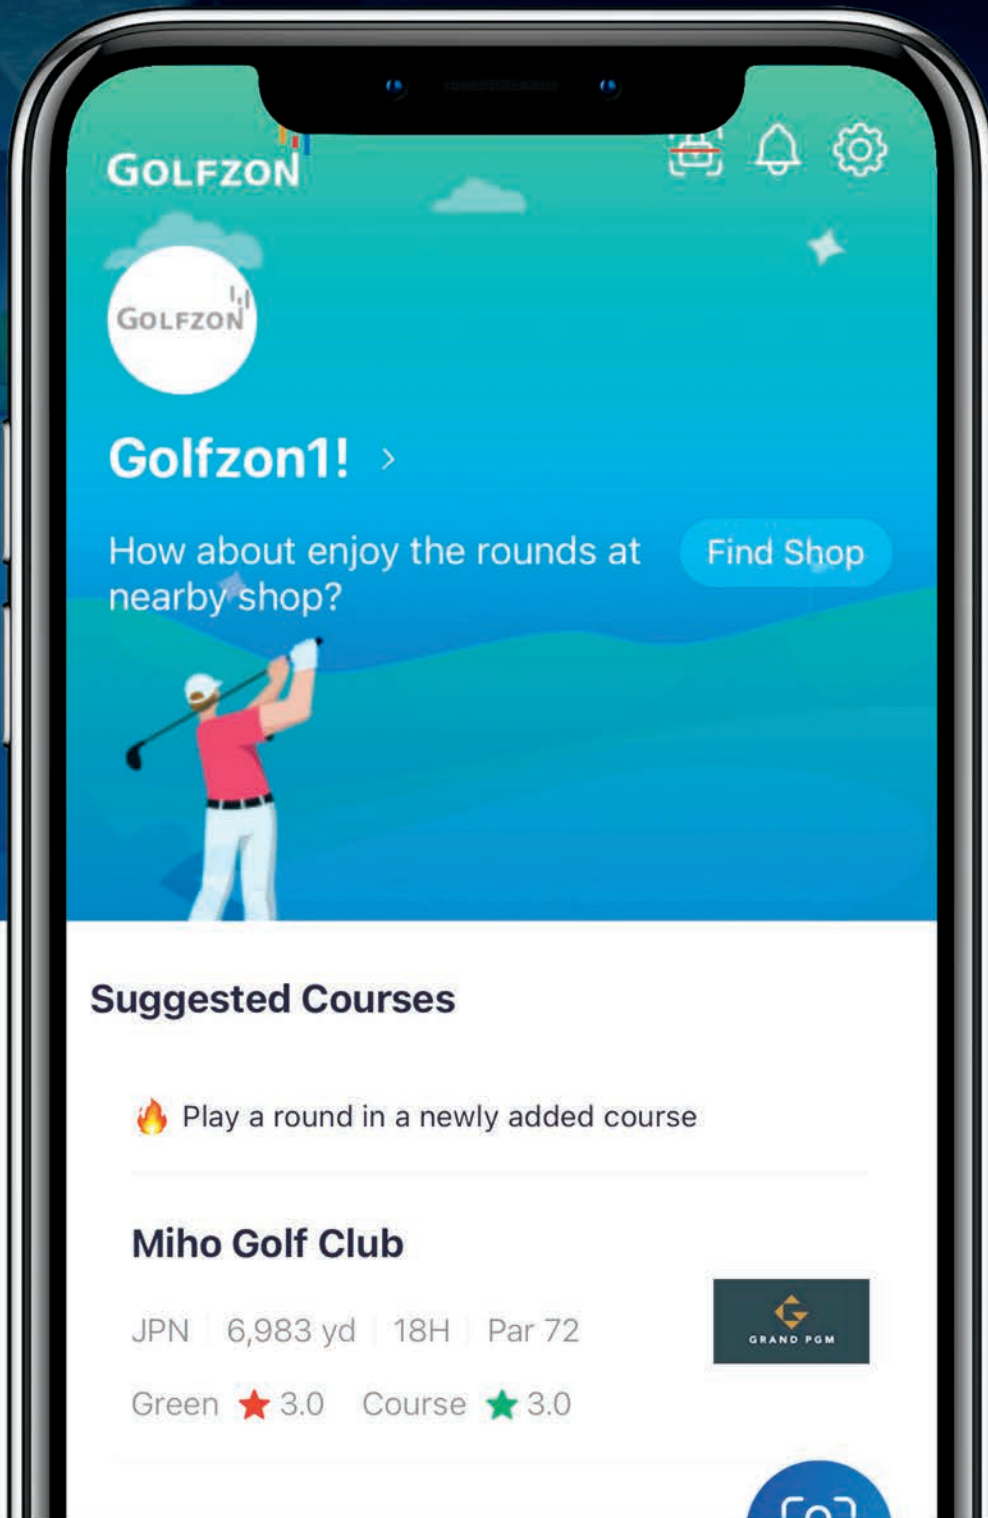 GOLFZON
GOLFZON
Golfzon1!
How about enjoy the rounds at
nearby shop?
Find Shop
Suggested Courses
Play a round in a newly added course
Miho Golf Club
JPN 6,983 yd 18H Par 72
GRAND PGM
Green ★ 3.0 Course ★ 3.0